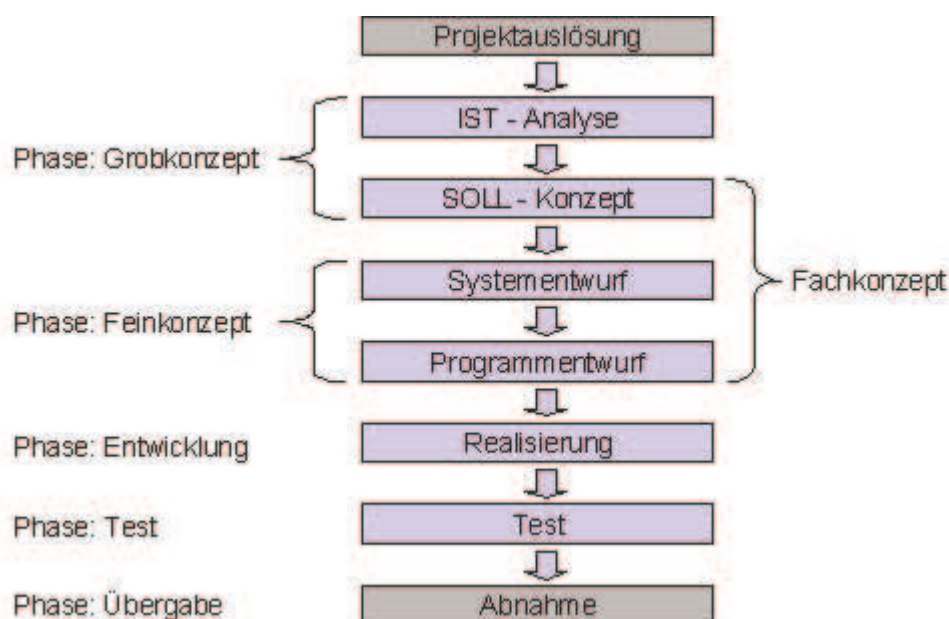 Projektauslösung
IST - Analyse
Phase: Grobkonzept
SOLL - Konzept
Systementwurf
Fachkonzept
Phase: Feinkonzept
Programmentwurf
Phase: Entwicklung
Realisierung
Phase: Test
Test
Phase: Übergabe
Abnahme